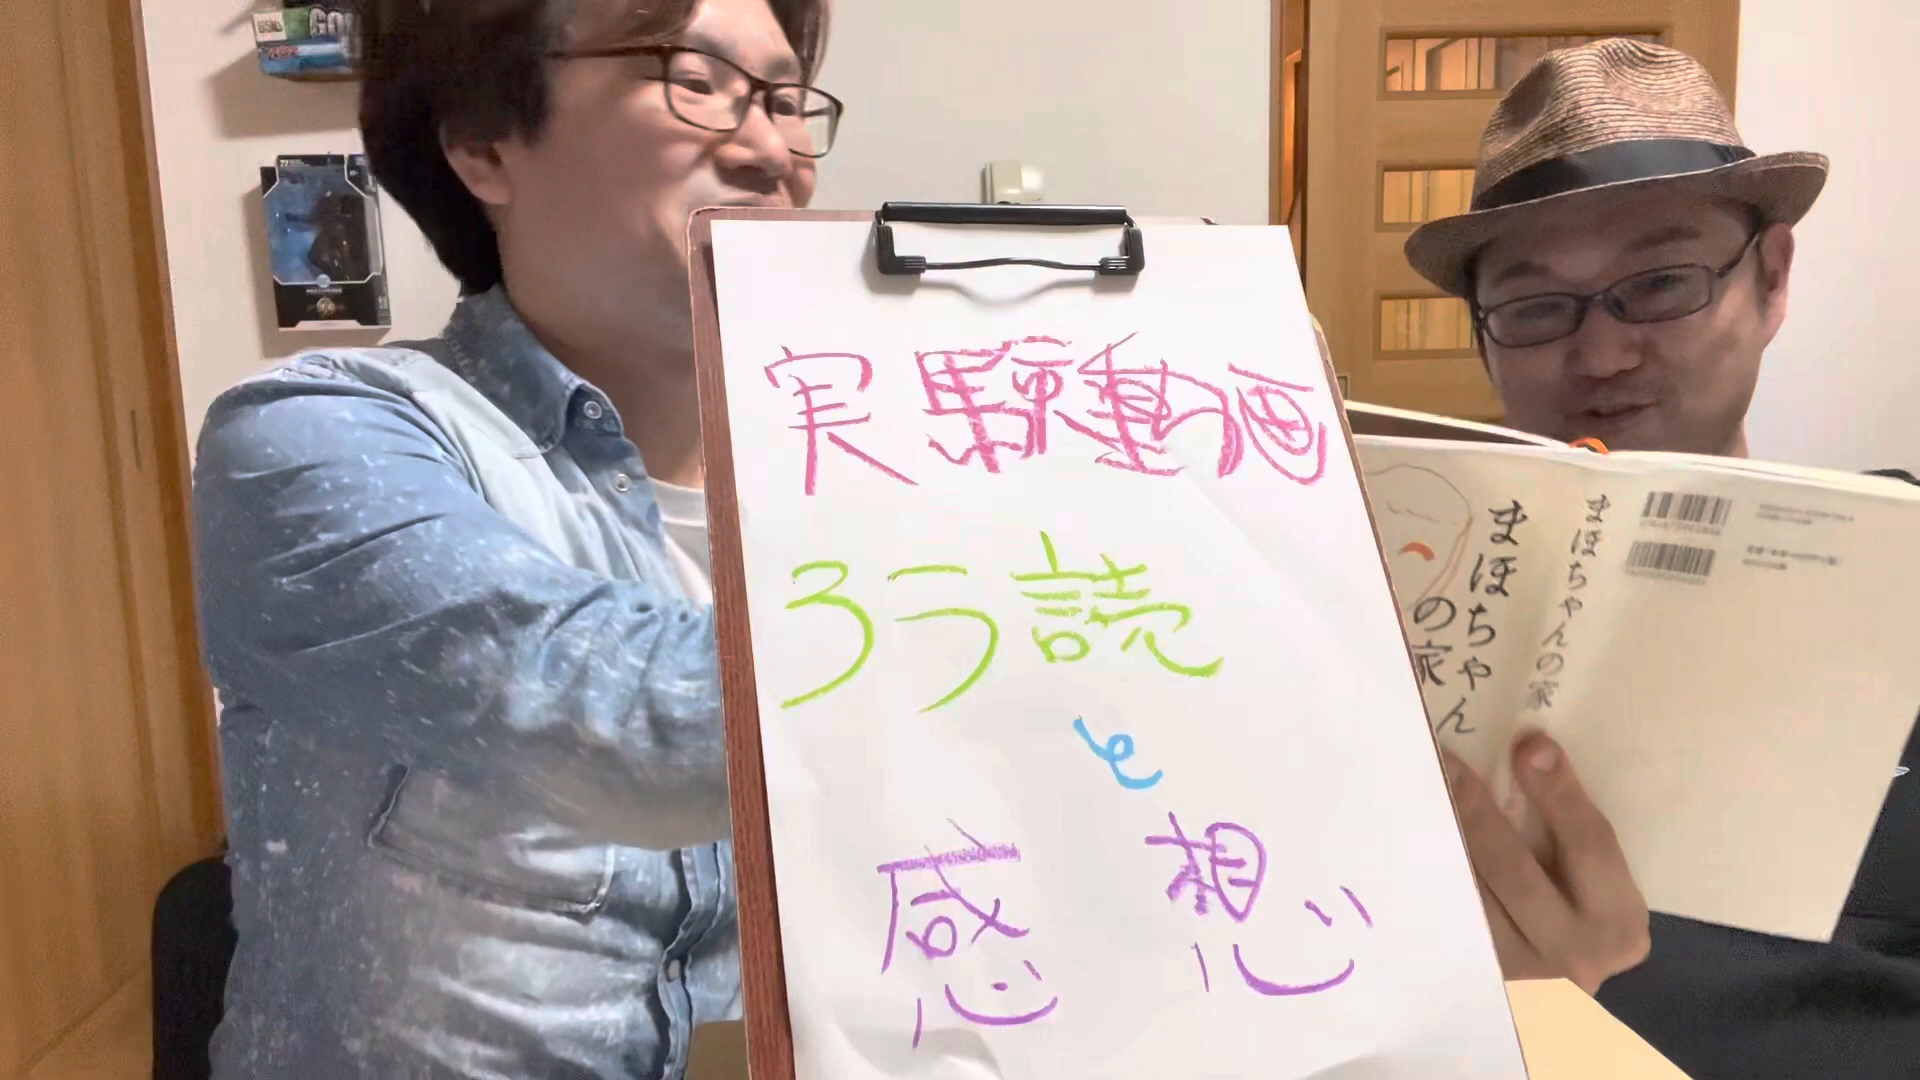 実験動画
ろう読
と
感想
まほちゃん
の家
まほちゃんの家